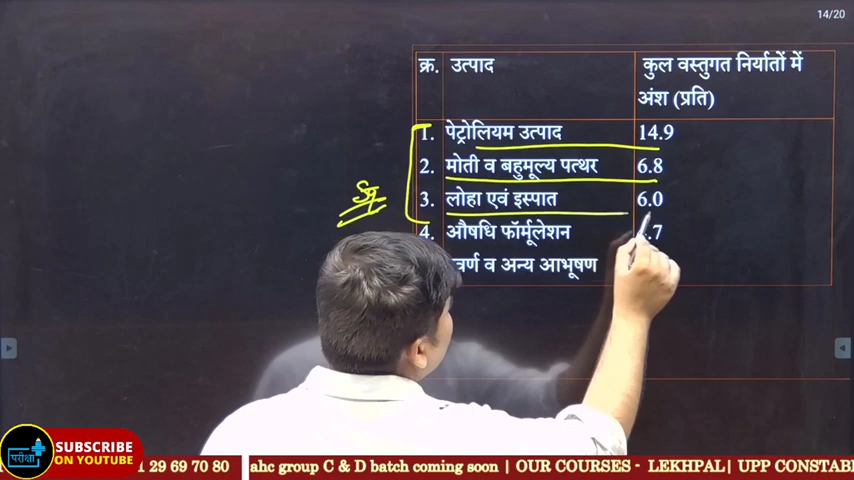 14/20
क्र. उत्पाद कुल वस्तुगत निर्यातों में
अंश (प्रति)
1. पेट्रोलियम उत्पाद 14.9
2. मोती व बहुमूल्य पत्थर 6.8
3. लोहा एवं इस्पात 6.0
4. औषधि फॉर्मूलेशन .7
व अन्य आभूषण
परीक्षा
SUBSCRIBE
ON YOUTUBE
1 29 69 70 80 ahc group C & D batch coming soon | OUR COURSES - LEKHPAL| UPP CONSTABE